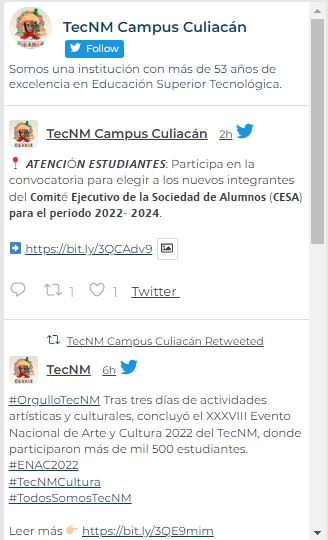 TecNM Campus Culiacán
Follow
Somos una institución con más de 53 años de
excelencia en Educación Superior Tecnológica.
TecNM Campus Culiacán 2h
ATENCIÓN ESTUDIANTES: Participa en la
convocatoria para elegir a los nuevos integrantes
del Comité Ejecutivo de la Sociedad de Alumnos (CESA)
para el periodo 2022- 2024.
https://bit.ly/3QCAdv9
1 1 Twitter
TecNM Campus Culiacán Retweeted
TecNM 6h
#OrgulloTecNM Tras tres días de actividades
artísticas y culturales, concluyó el XXXVIII Evento
Nacional de Arte y Cultura 2022 del TecNM, donde
participaron más de mil 500 estudiantes.
#ENAC2022
#TecNMCultura
#TodosSomosTecNM
Leer más 👉 https://bit.ly/3QE9mim